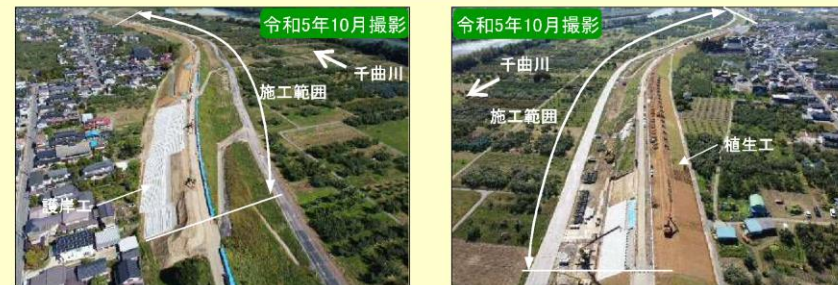 令和5年10月撮影
千曲川
施工範囲
護岸工
令和5年10月撮影
千曲川
施工範囲
植生工